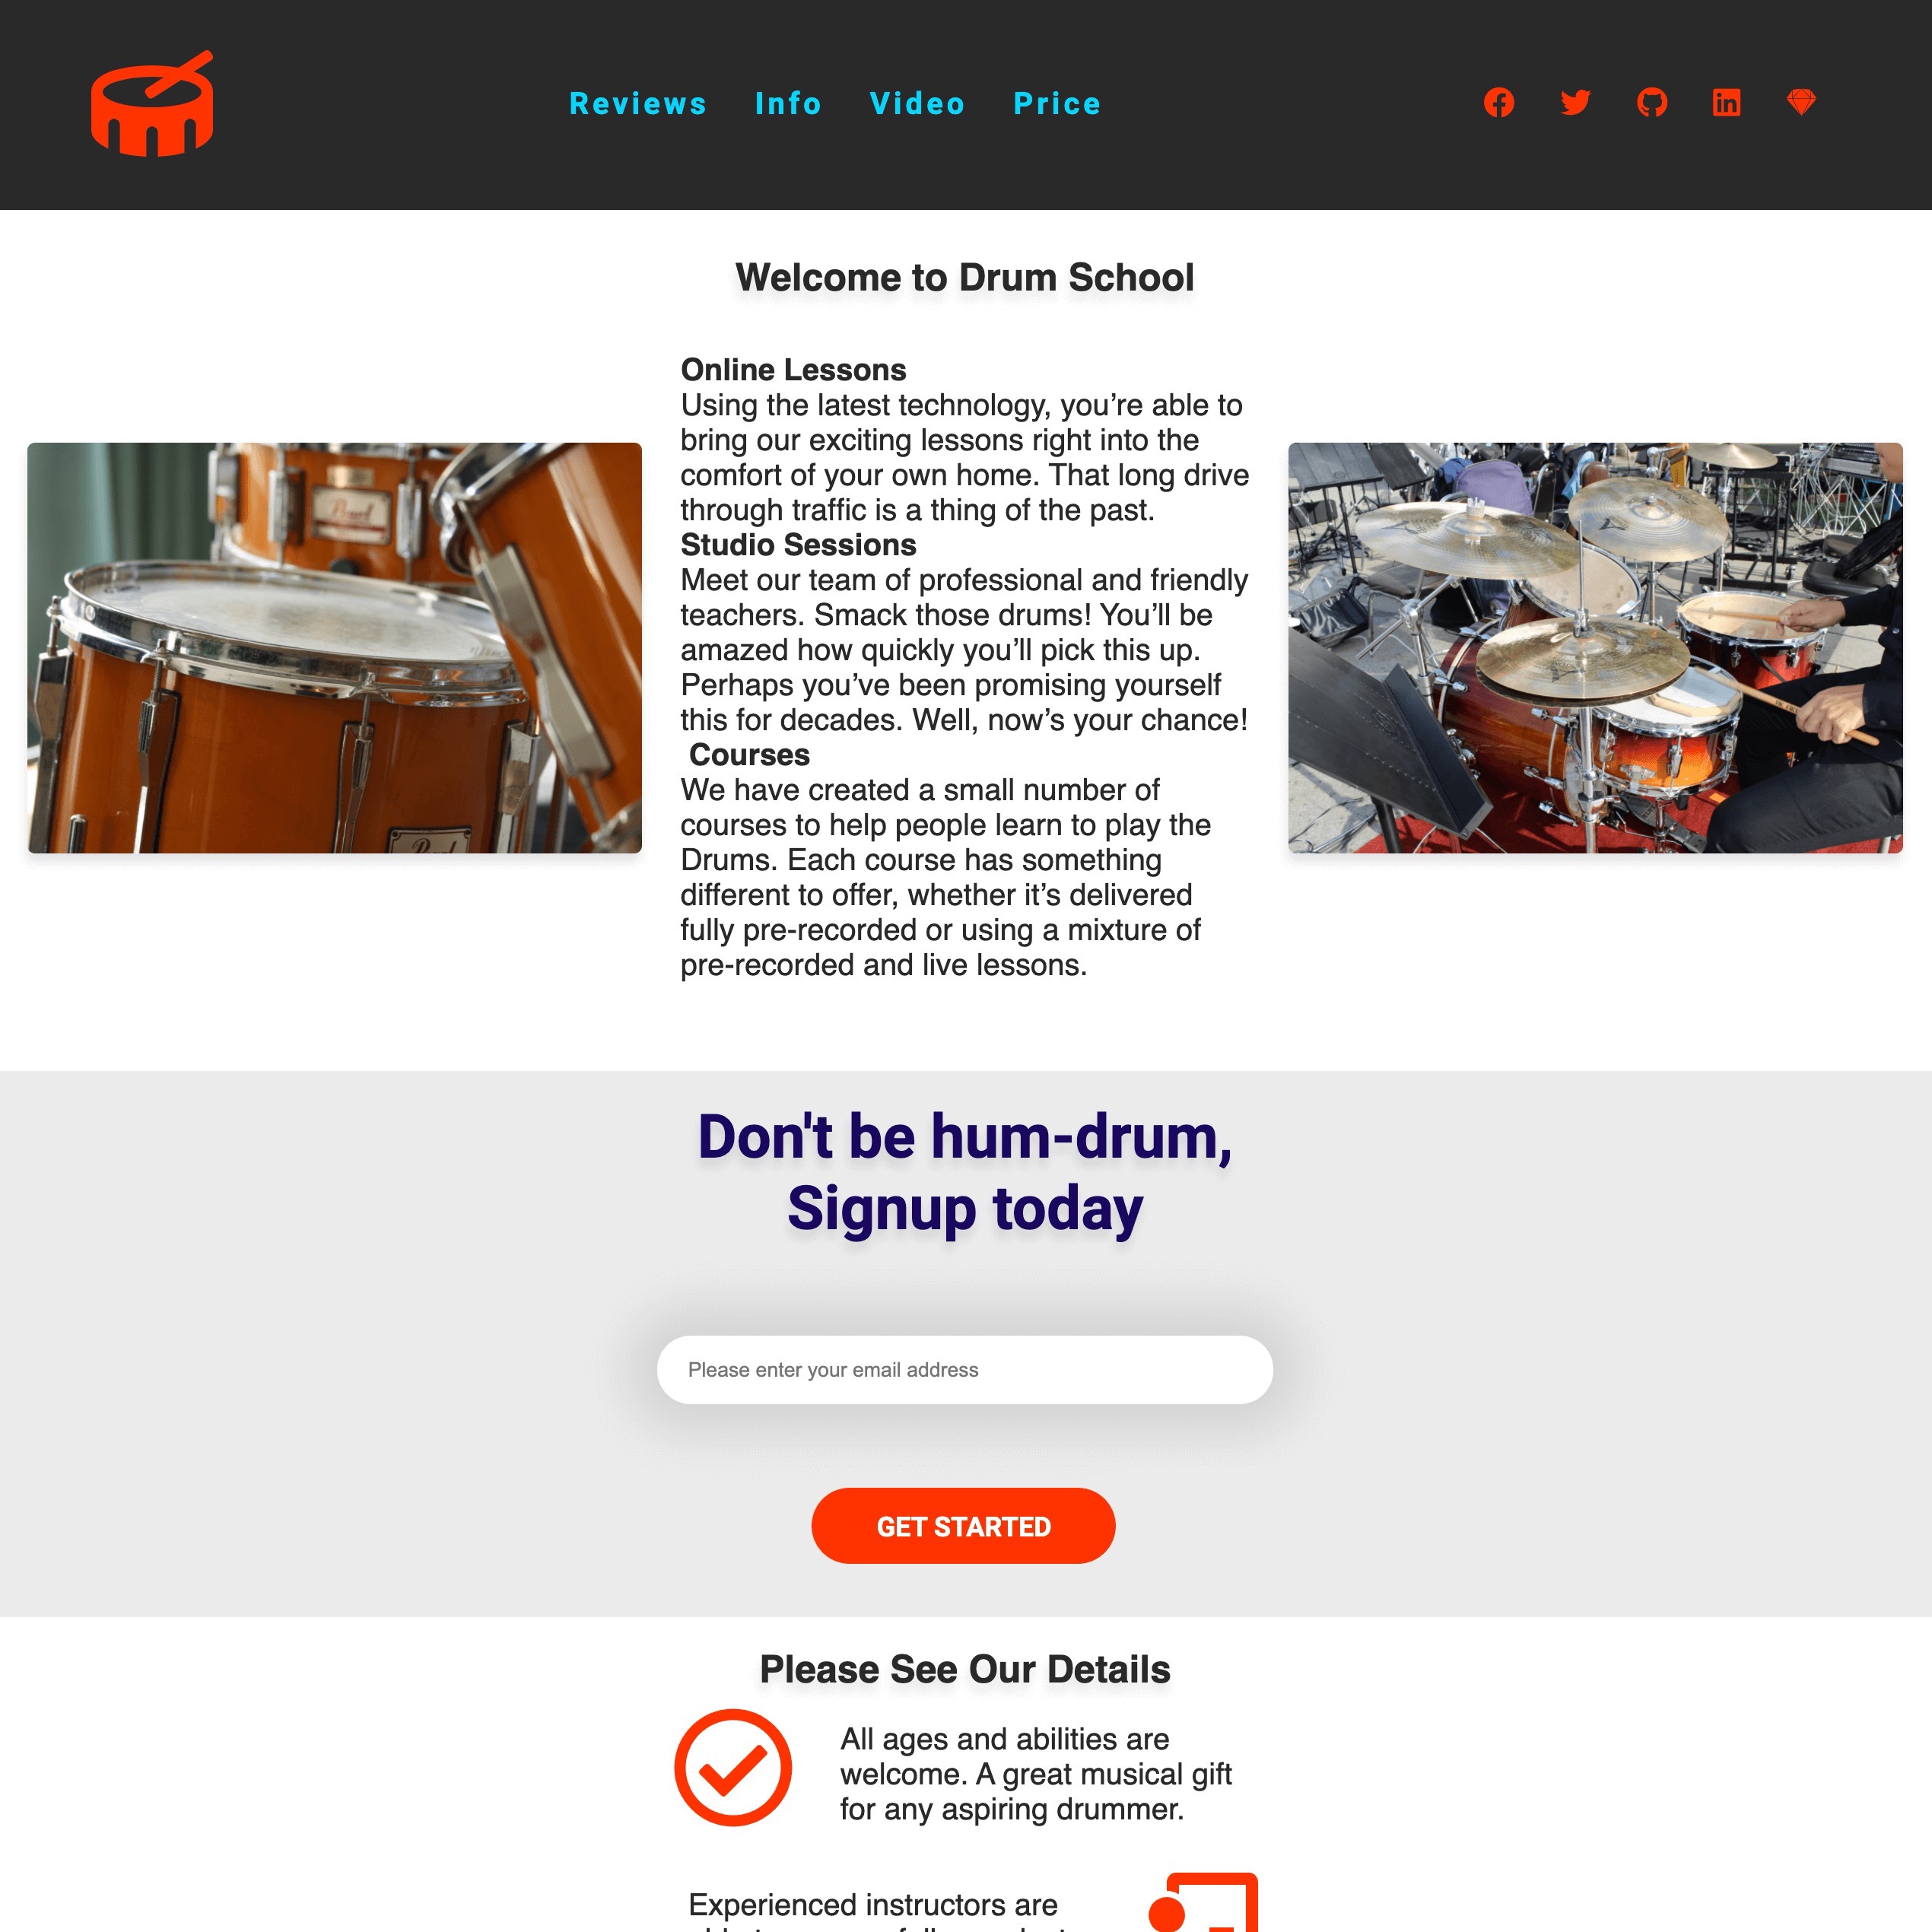 Reviews Info Video Price
Welcome to Drum School
Online Lessons
Using the latest technology, you’re able to
bring our exciting lessons right into the
comfort of your own home. That long drive
through traffic is a thing of the past.
Studio Sessions
Meet our team of professional and friendly
teachers. Smack those drums! You’ll be
amazed how quickly you’ll pick this up.
Perhaps you’ve been promising yourself
this for decades. Well, now’s your chance!
Courses
We have created a small number of
courses to help people learn to play the
Drums. Each course has something
different to offer, whether it’s delivered
fully pre-recorded or using a mixture of
pre-recorded and live lessons.
Pearl
Pearl
Don't be hum-drum,
Signup today
Please enter your email address
GET STARTED
Please See Our Details
All ages and abilities are
welcome. A great musical gift
for any aspiring drummer.
Experienced instructors are